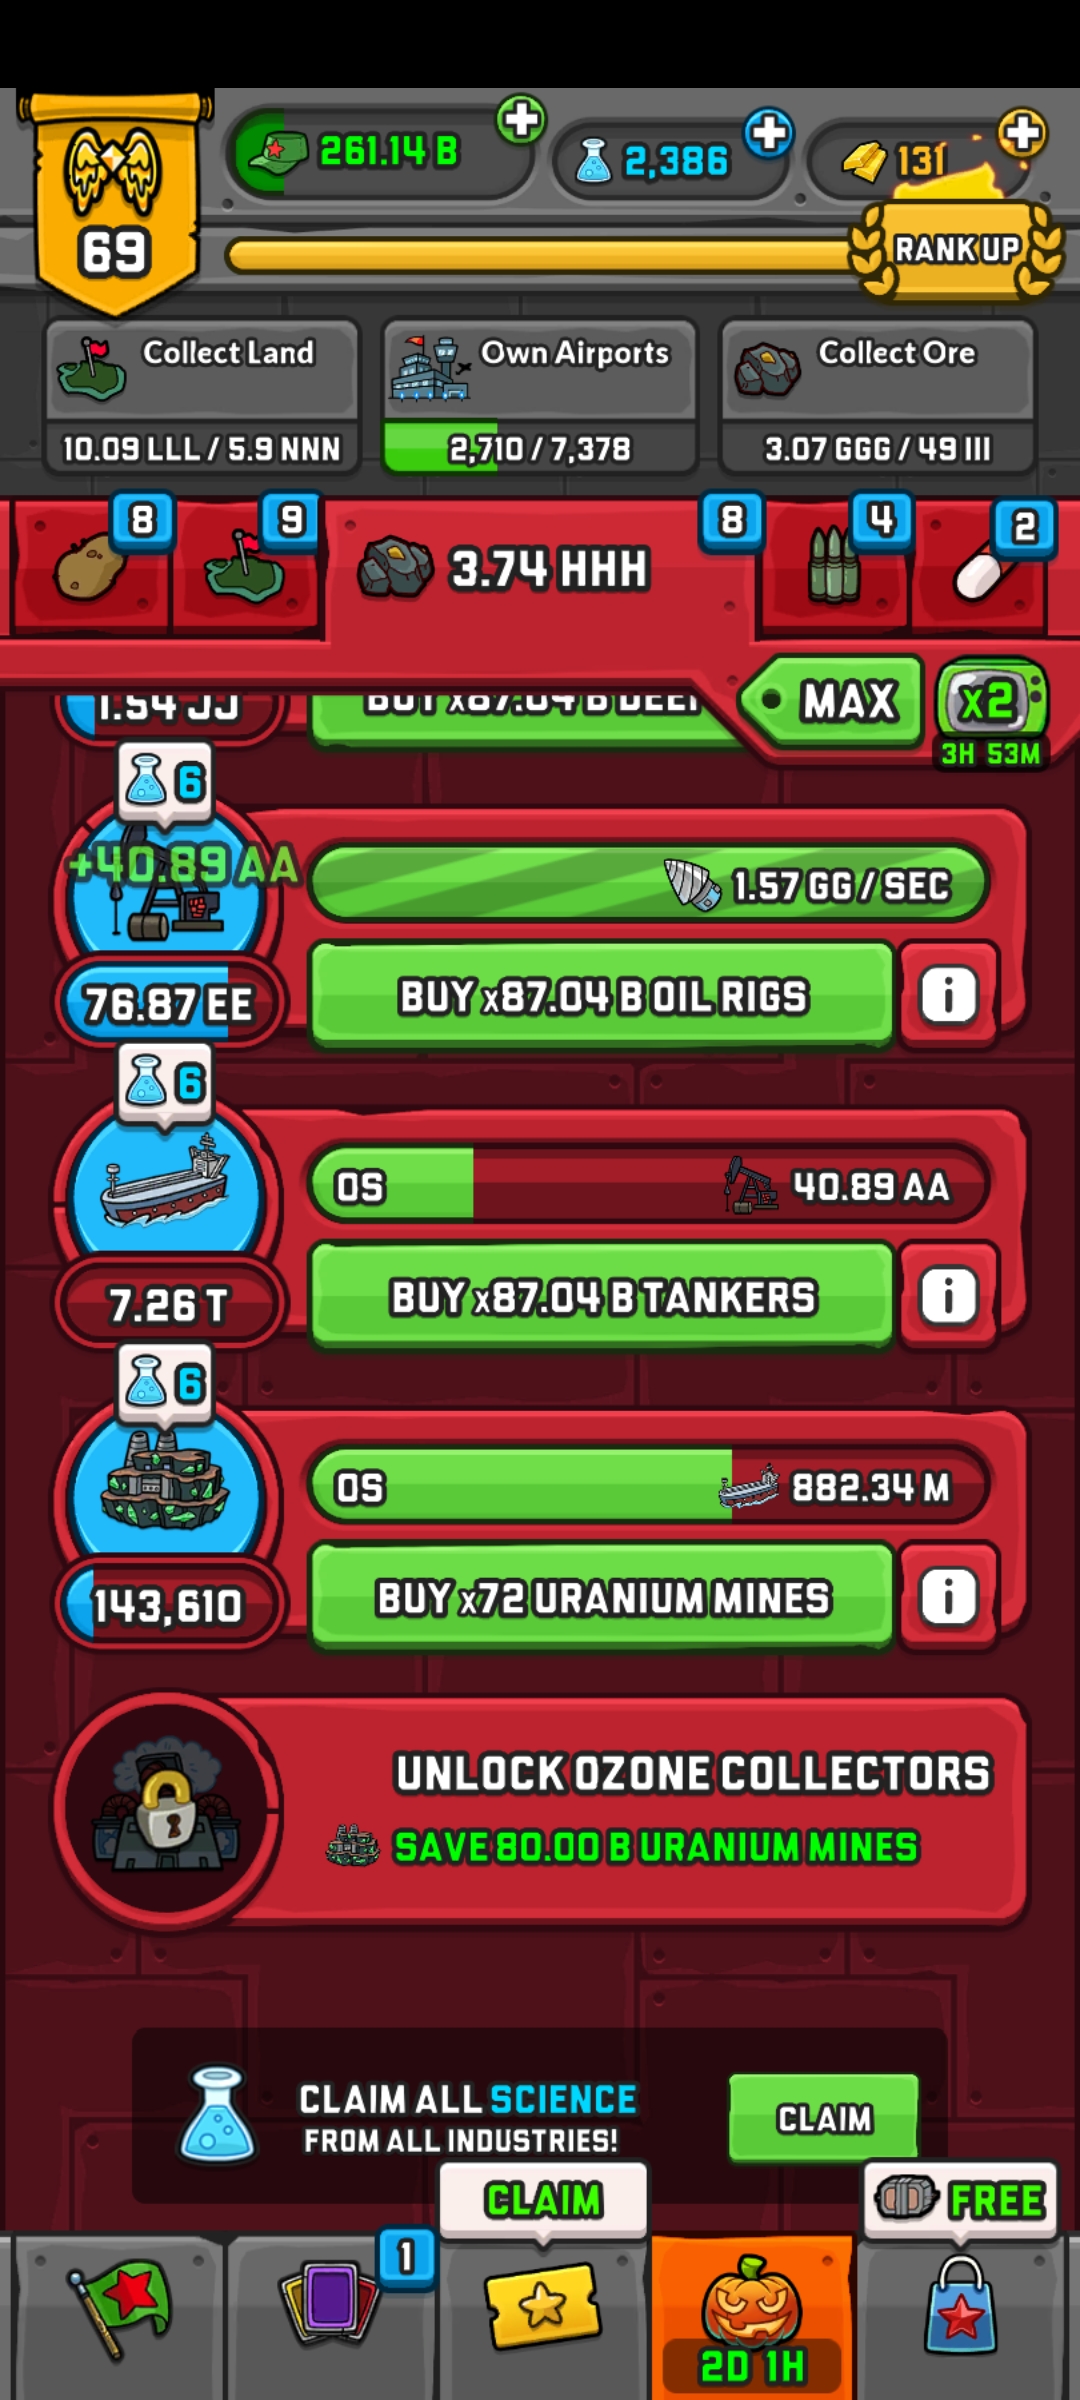 261.14 B
2,386
131
69
RANK UP
Collect Land
Own Airports
Collect Ore
10.09 LLL / 5.9 NNN
2,710 / 7,378
3.07 GGG / 49 III
8
9
3.74 HHH
8
4
2
MAX
x2
3H 53M
1.54 JJ
BUY x87.04 B DEEP
6
+40.89 AA
1.57 GG / SEC
76.87 EE
BUY x87.04 B OIL RIGS
i
6
0S
40.89 AA
7.26 T
BUY x87.04 B TANKERS
i
6
0S
882.34 M
143,610
BUY x72 URANIUM MINES
i
UNLOCK OZONE COLLECTORS
SAVE 80.00 B URANIUM MINES
CLAIM ALL SCIENCE
FROM ALL INDUSTRIES!
CLAIM
CLAIM
FREE
1
2D 1H